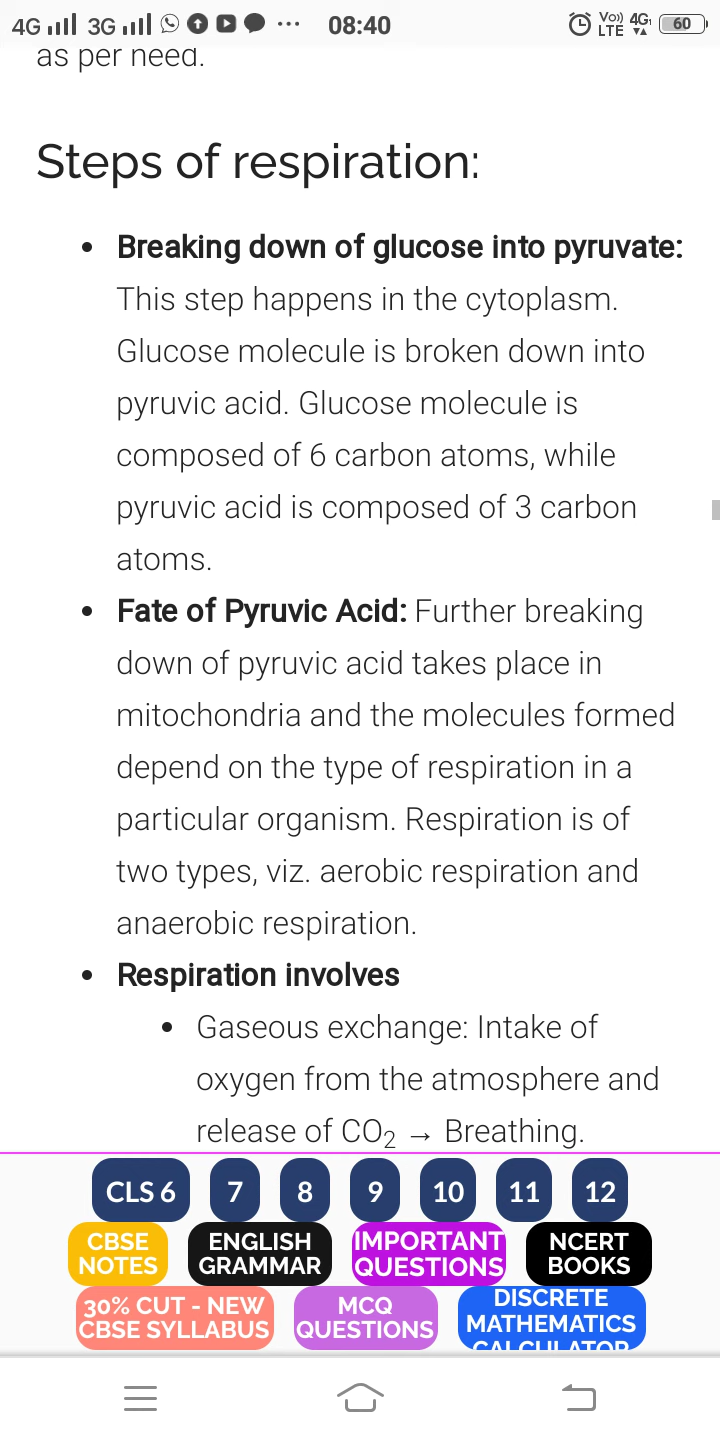 4G 3G 08:40 Vo)) LTE 4G 60
as per need.
Steps of respiration:
• Breaking down of glucose into pyruvate:
This step happens in the cytoplasm.
Glucose molecule is broken down into
pyruvic acid. Glucose molecule is
composed of 6 carbon atoms, while
pyruvic acid is composed of 3 carbon
atoms.
• Fate of Pyruvic Acid: Further breaking
down of pyruvic acid takes place in
mitochondria and the molecules formed
depend on the type of respiration in a
particular organism. Respiration is of
two types, viz. aerobic respiration and
anaerobic respiration.
• Respiration involves
• Gaseous exchange: Intake of
oxygen from the atmosphere and
release of CO₂ → Breathing.
CLS 6 7 8 9 10 11 12
CBSE NOTES
ENGLISH GRAMMAR
IMPORTANT QUESTIONS
NCERT BOOKS
30% CUT - NEW CBSE SYLLABUS
MCQ QUESTIONS
DISCRETE MATHEMATICS CALCULATOR